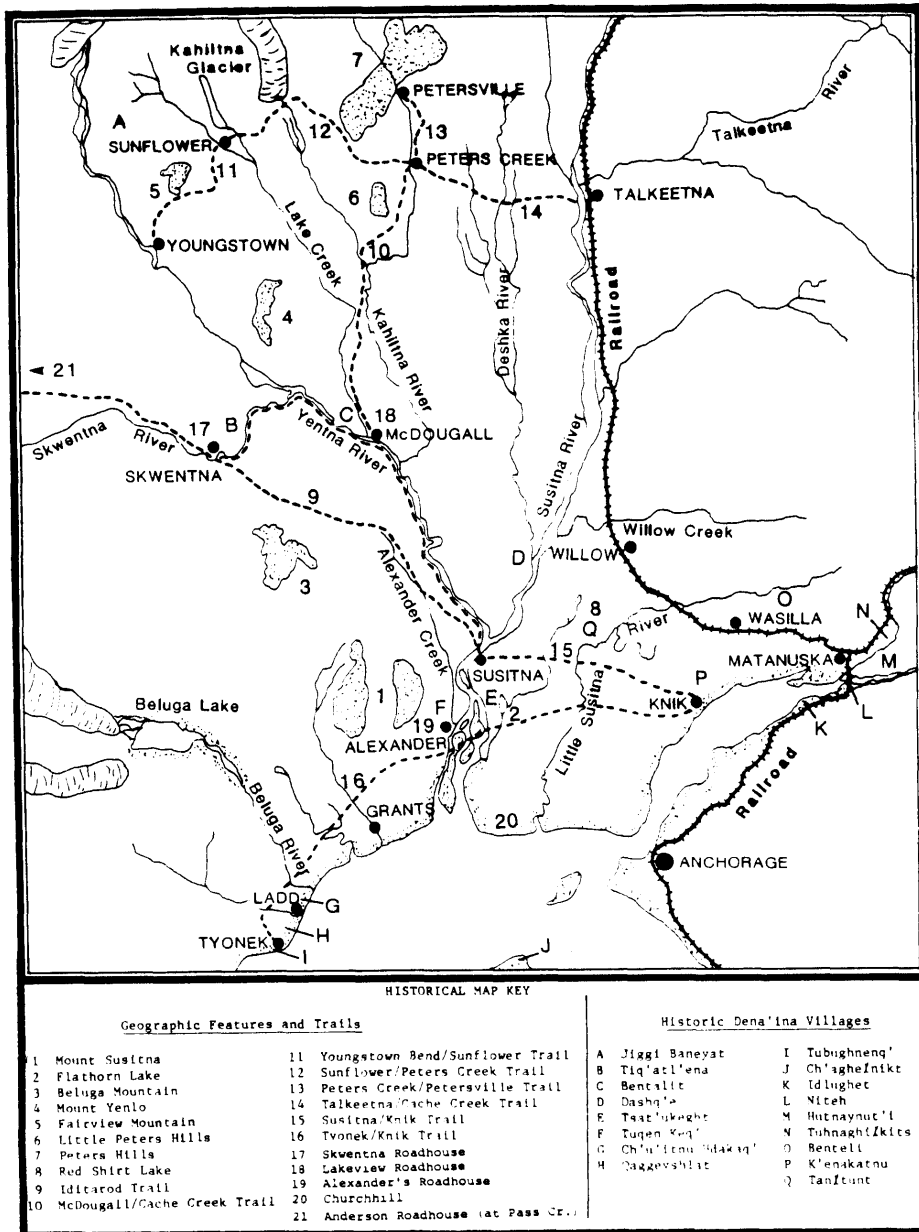 Kahiltna
Glacier
7
PETERSVILLE
A
SUNFLOWER
12
13
Talkeetna
River
5
11
PETERS CREEK
6
14
TALKEETNA
YOUNGSTOWN
Lake Creek
10
4
Kahiltna River
Deshka River
Railroad
21
Susitna River
17
B
C
18
McDOUGALL
Skwentna
River
Yentna River
SKWENTNA
9
Willow Creek
D
WILLOW
3
Alexander Creek
8
O
N
Q
River
WASILLA
15
MATANUSKA
M
SUSITNA
P
1
E
KNIK
L
Beluga Lake
F
2
K
19
ALEXANDER
Little Susitna
16
Railroad
Beluga River
GRANTS
20
ANCHORAGE
LADD
G
H
TYONEK
I
J
HISTORICAL MAP KEY
Geographic Features and Trails
1 Mount Susitna
2 Flathorn Lake
3 Beluga Mountain
4 Mount Yenlo
5 Fairview Mountain
6 Little Peters Hills
7 Peters Hills
8 Red Shirt Lake
9 Iditarod Trail
10 McDougall/Cache Creek Trail
11 Youngstown Bend/Sunflower Trail
12 Sunflower/Peters Creek Trail
13 Peters Creek/Petersville Trail
14 Talkeetna/Cache Creek Trail
15 Susitna/Knik Trail
16 Tyonek/Knik Trail
17 Skwentna Roadhouse
18 Lakeview Roadhouse
19 Alexander's Roadhouse
20 Churchhill
21 Anderson Roadhouse (at Pass Cr.)
Historic Dena'ina Villages
A Jiggi Baneyat
B Tiq'atl'ena
C Bentalit
D Dashq'e
E Tsat'ukeght
F Tuqen Keq'
G
H
I Tubughnenq'
J
K Idlughet
L Niteh
M Hutnaynut'i
N
O Benteli
P K'enakatnu
Q